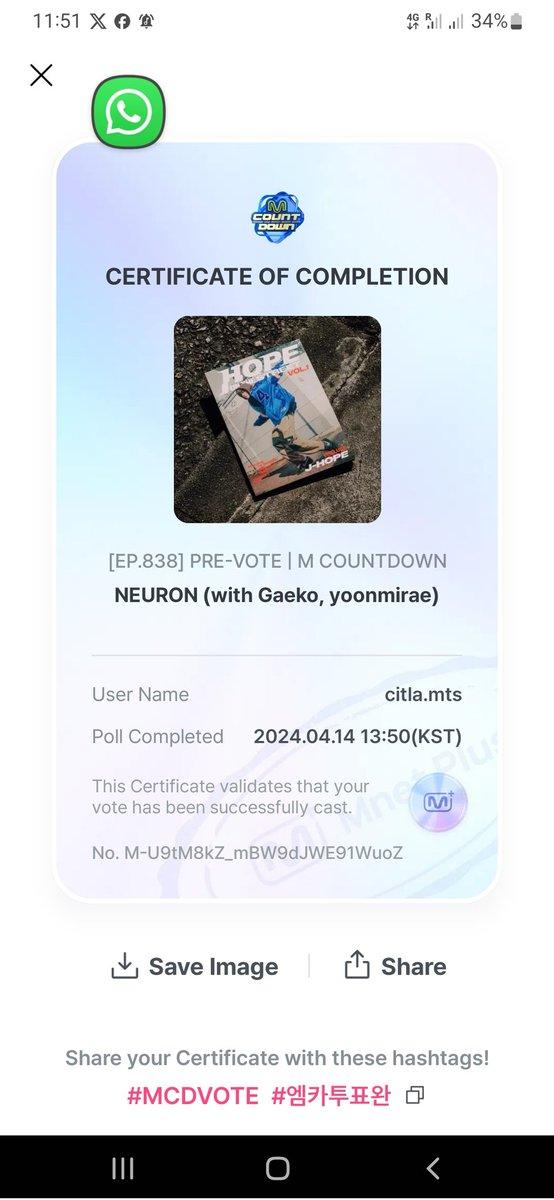 11:51
4G R 34%
M
COUNT
DOWN
CERTIFICATE OF COMPLETION
HOPE
VOL.1
J-HOPE
[EP.838] PRE-VOTE | M COUNTDOWN
NEURON (with Gaeko, yoonmirae)
User Name citla.mts
Poll Completed 2024.04.14 13:50(KST)
This Certificate validates that your
vote has been successfully cast.
Mnet Plus
M+
No. M-U9tM8kZ_mBW9dJWE91WuoZ
Save Image | Share
Share your Certificate with these hashtags!
#MCDVOTE #엠카투표완